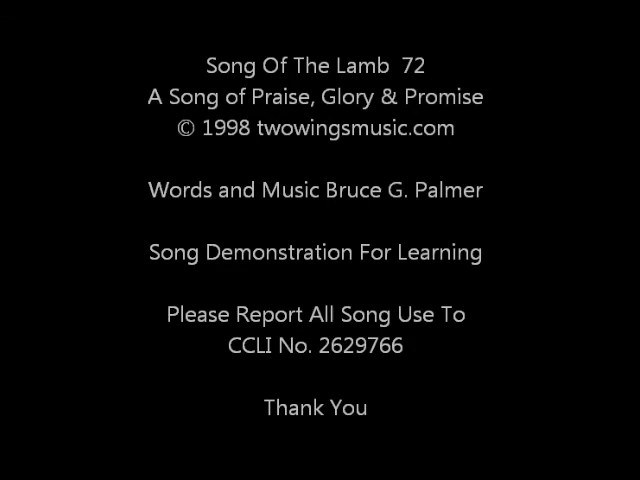 Song Of The Lamb  72
A Song of Praise, Glory & Promise
© 1998 twowingsmusic.com
Words and Music Bruce G. Palmer
Song Demonstration For Learning
Please Report All Song Use To
CCLI No. 2629766
Thank You